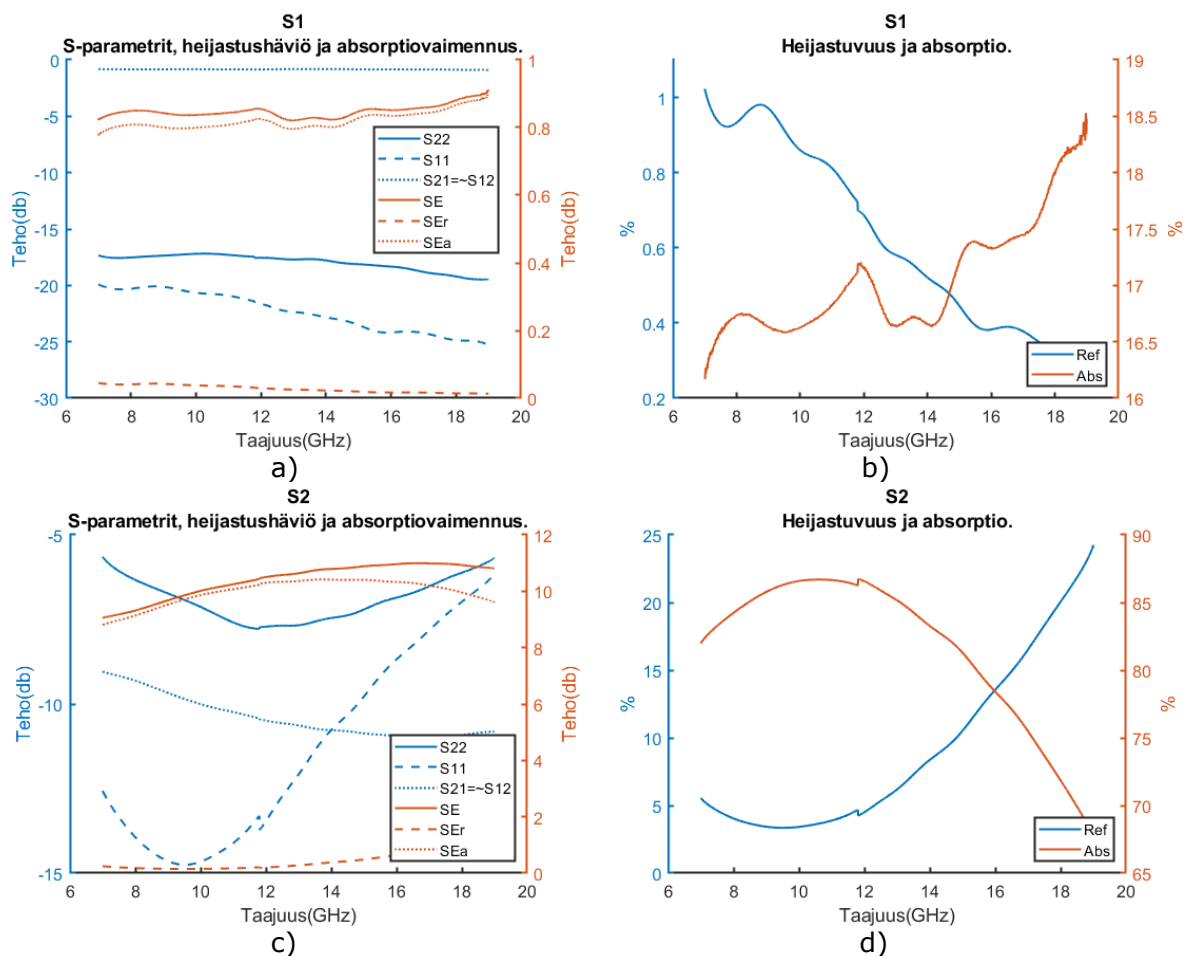 S1
S-parametrit, heijastushäviö ja absorptiovaimennus.
0
-5
-10
-15
-20
-25
-30
Teho(db)
1
0.8
0.6
0.4
0.2
0
Teho(db)
S22
S11
S21=~S12
SE
SEr
SEa
6
8
10
12
14
16
18
20
Taajuus(GHz)
a)
S1
Heijastuvuus ja absorptio.
1
0.8
0.6
0.4
0.2
%
19
18.5
18
17.5
17
16.5
16
%
Ref
Abs
6
8
10
12
14
16
18
20
Taajuus(GHz)
b)
S2
S-parametrit, heijastushäviö ja absorptiovaimennus.
-5
-10
-15
Teho(db)
12
10
8
6
4
2
0
Teho(db)
S22
S11
S21=~S12
SE
SEr
SEa
6
8
10
12
14
16
18
20
Taajuus(GHz)
c)
S2
Heijastuvuus ja absorptio.
25
20
15
10
5
0
%
90
85
80
75
70
65
%
Ref
Abs
6
8
10
12
14
16
18
20
Taajuus(GHz)
d)